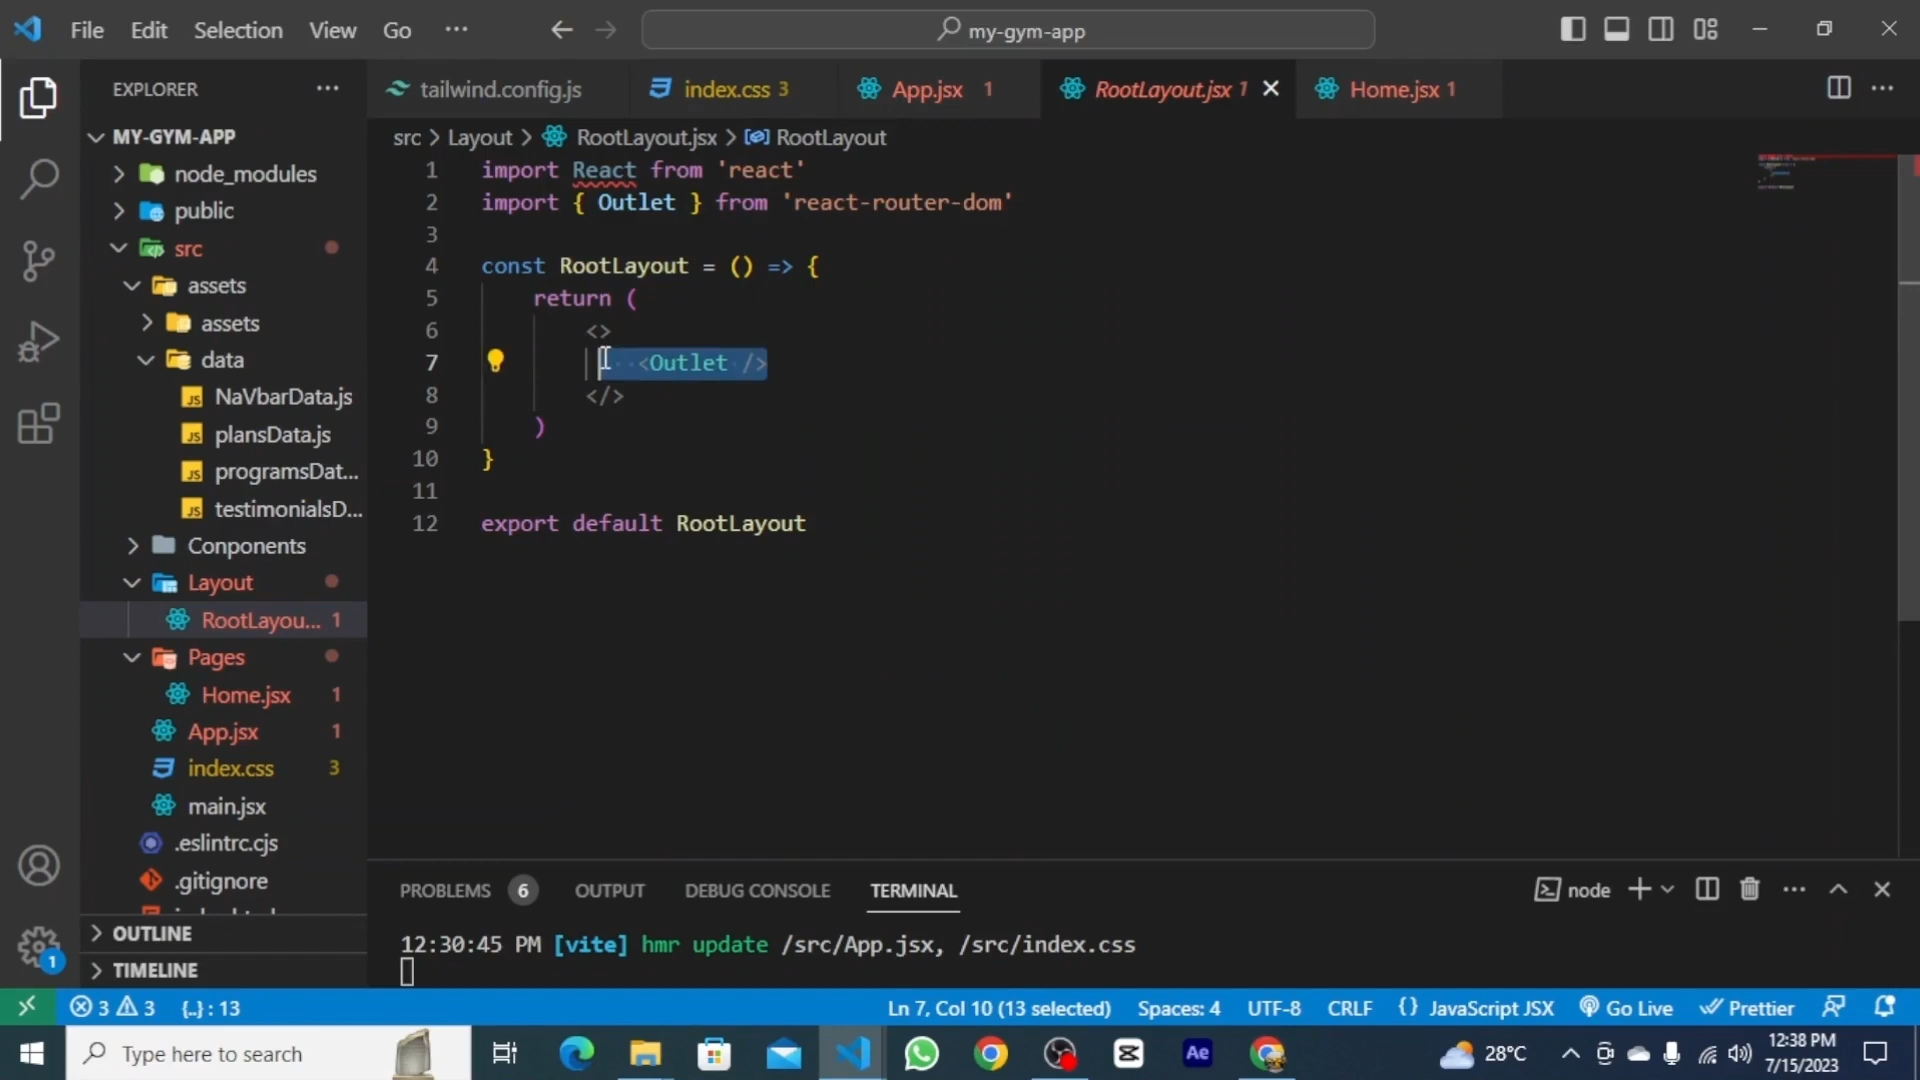 File Edit Selection View Go ··· my-gym-app
EXPLORER ···
MY-GYM-APP
node_modules
public
src
assets
assets
data
NaVbarData.js
plansData.js
programsDat...
testimonialsD...
Conponents
Layout
RootLayou... 1
Pages
Home.jsx 1
App.jsx 1
index.css 3
main.jsx
.eslintrc.cjs
.gitignore
OUTLINE
TIMELINE
tailwind.config.js index.css 3 App.jsx 1 RootLayout.jsx 1 Home.jsx 1
src > Layout > RootLayout.jsx > RootLayout
1 import React from 'react'
2 import { Outlet } from 'react-router-dom'
3
4 const RootLayout = () => {
5 return (
6 <>
7 <Outlet />
8 </>
9 )
10 }
11
12 export default RootLayout
PROBLEMS 6 OUTPUT DEBUG CONSOLE TERMINAL node
12:30:45 PM [vite] hmr update /src/App.jsx, /src/index.css
1
3 3 {..} : 13 Ln 7, Col 10 (13 selected) Spaces: 4 UTF-8 CRLF {} JavaScript JSX Go Live Prettier
Type here to search Ae 28°C 12:38 PM
7/15/2023